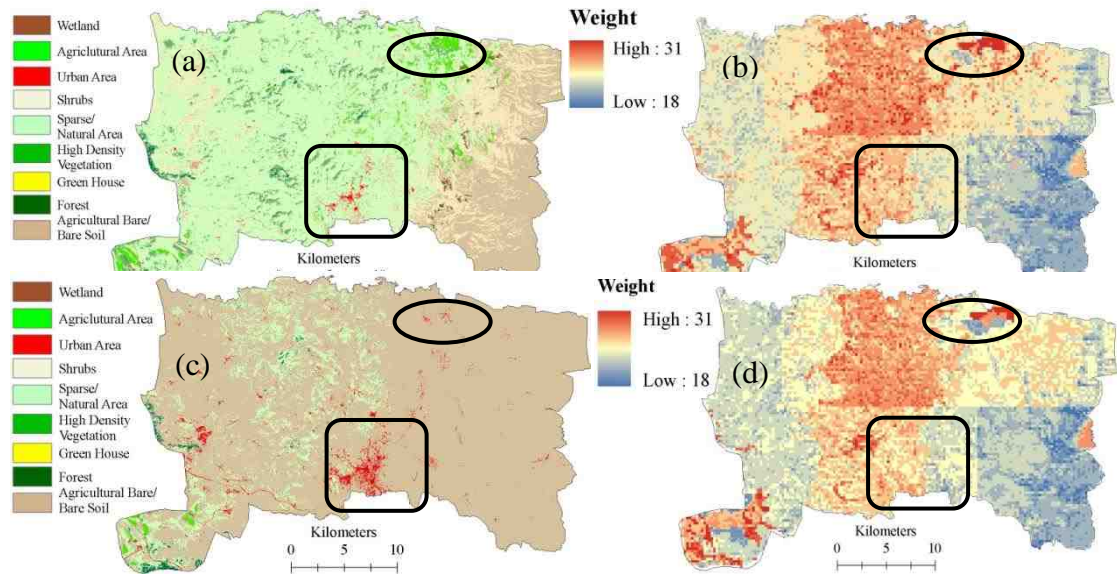 Wetland
Agriclutural Area
Urban Area
Shrubs
Sparse/
Natural Area
High Density
Vegetation
Green House
Forest
Agricultural Bare/
Bare Soil
(a)
Kilometers
Weight
High : 31
Low : 18
(b)
Kilometers
Wetland
Agriclutural Area
Urban Area
Shrubs
Sparse/
Natural Area
High Density
Vegetation
Green House
Forest
Agricultural Bare/
Bare Soil
(c)
Kilometers
0 5 10
Weight
High : 31
Low : 18
(d)
Kilometers
0 5 10